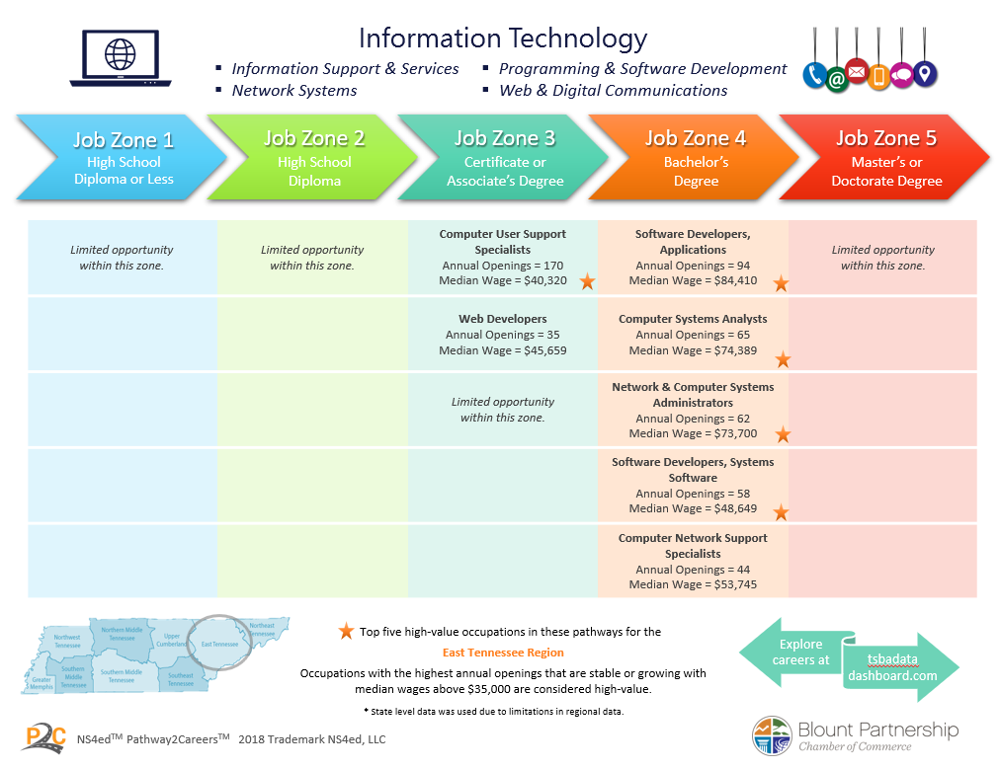 Information Technology
▪ Information Support & Services
▪ Programming & Software Development
▪ Network Systems
▪ Web & Digital Communications
Job Zone 1
High School
Diploma or Less
Job Zone 2
High School
Diploma
Job Zone 3
Certificate or
Associate's Degree
Job Zone 4
Bachelor's
Degree
Job Zone 5
Master's or
Doctorate Degree
Limited opportunity
within this zone.
Limited opportunity
within this zone.
Computer User Support
Specialists
Annual Openings = 170
Median Wage = $40,320
Software Developers,
Applications
Annual Openings = 94
Median Wage = $84,410
Limited opportunity
within this zone.
Web Developers
Annual Openings = 35
Median Wage = $45,659
Computer Systems Analysts
Annual Openings = 65
Median Wage = $74,389
Limited opportunity
within this zone.
Network & Computer Systems
Administrators
Annual Openings = 62
Median Wage = $73,700
Software Developers, Systems
Software
Annual Openings = 58
Median Wage = $48,649
Computer Network Support
Specialists
Annual Openings = 44
Median Wage = $53,745
Northwest
Tennessee
Northern Middle
Tennessee
Upper
Cumberland
East Tennessee
Northeast
Tennessee
Greater
Memphis
Southern
Middle
Tennessee
Southern Middle
Tennessee
Southeast
Tennessee
Top five high-value occupations in these pathways for the
East Tennessee Region
Occupations with the highest annual openings that are stable or growing with
median wages above $35,000 are considered high-value.
* State level data was used due to limitations in regional data.
Explore
careers at
tsbadata
dashboard.com
P2C
NS4ed™ Pathway2Careers™ 2018 Trademark NS4ed, LLC
Blount Partnership
Chamber of Commerce